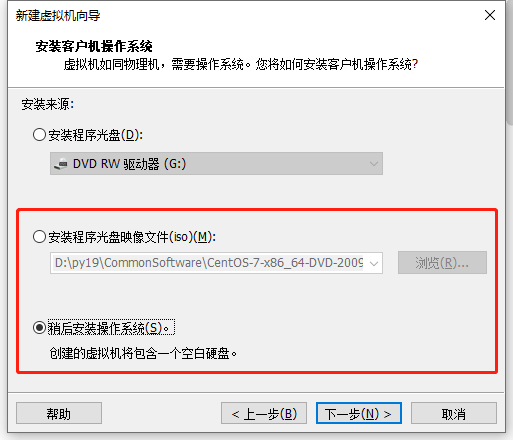 新建虚拟机向导
安装客户机操作系统
虚拟机如同物理机，需要操作系统。您将如何安装客户机操作系统?
安装来源:
安装程序光盘(D):
DVD RW 驱动器 (G:)
安装程序光盘映像文件(iso)(M):
D:\py19\CommonSoftware\CentOS-7-x86_64-DVD-2009
浏览(R)...
稍后安装操作系统(S)。
创建的虚拟机将包含一个空白硬盘。
帮助
< 上一步(B)
下一步(N) >
取消